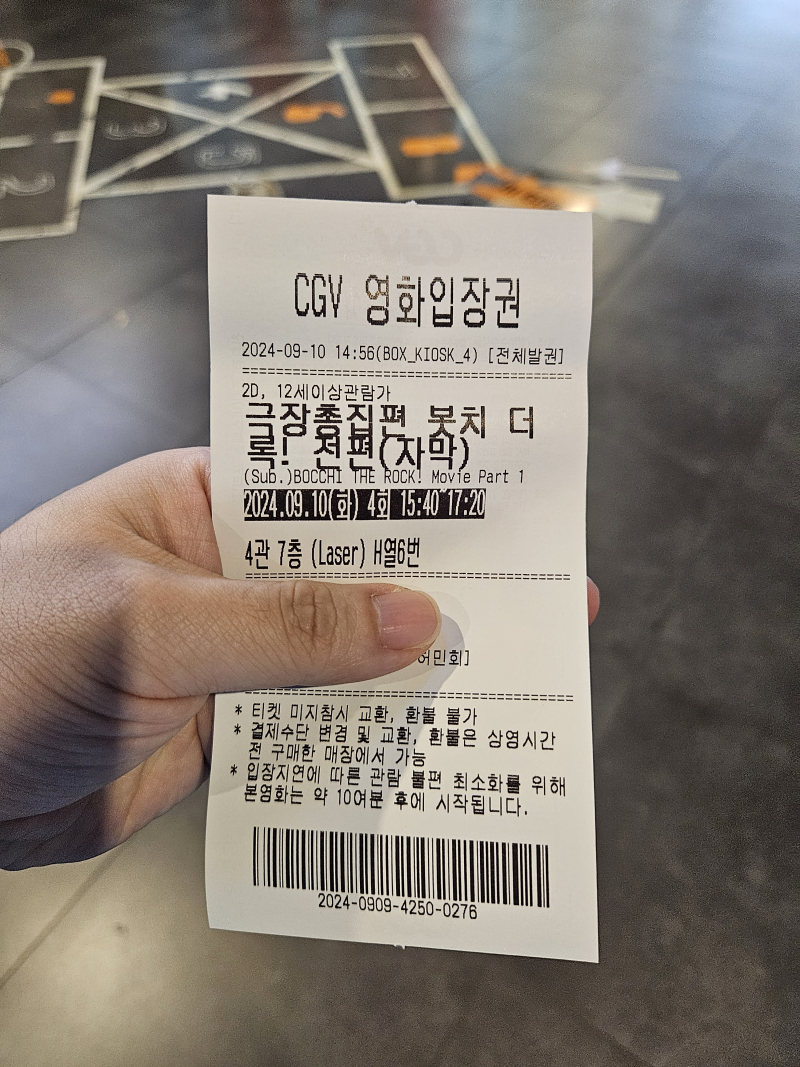 CGV 영화입장권
2024-09-10 14:56(BOX_KIOSK_4) [전체발권]
2D, 12세이상관람가
극장총집편 봇치 더
록! 전편(자막)
(Sub.)BOCCHI THE ROCK! Movie Part 1
2024.09.10(화) 4회 15:40~17:20
4관 7층 (Laser) H열6번
허민회]
* 티켓 미지참시 교환, 환불 불가
* 결제수단 변경 및 교환, 환불은 상영시간
전 구매한 매장에서 가능
* 입장지연에 따른 관람 불편 최소화를 위해
본영화는 약 10여분 후에 시작됩니다.
2024-0909-4250-0276